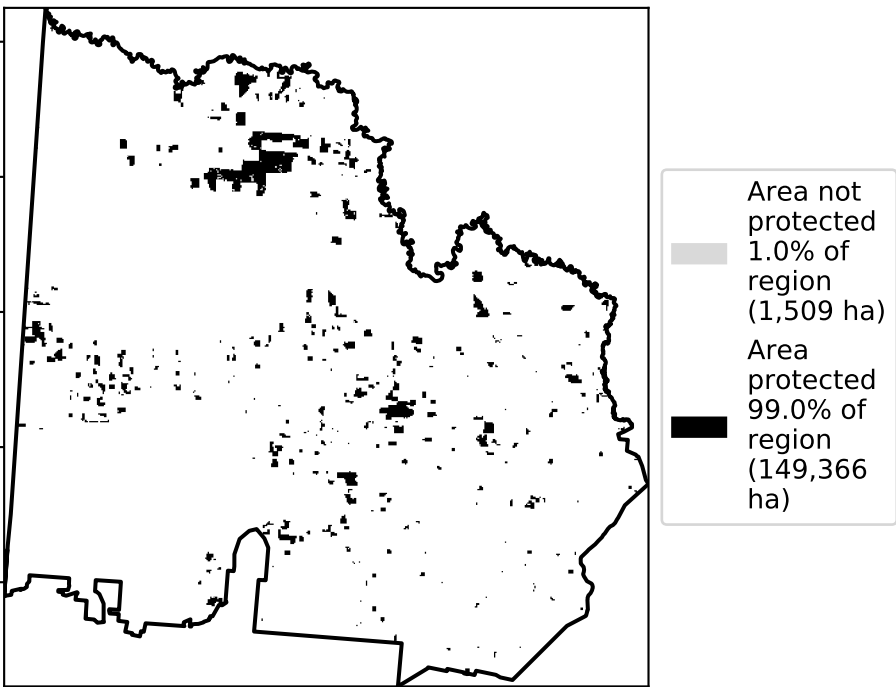 Area not
protected
1.0% of
region
(1,509 ha)
Area
protected
99.0% of
region
(149,366
ha)